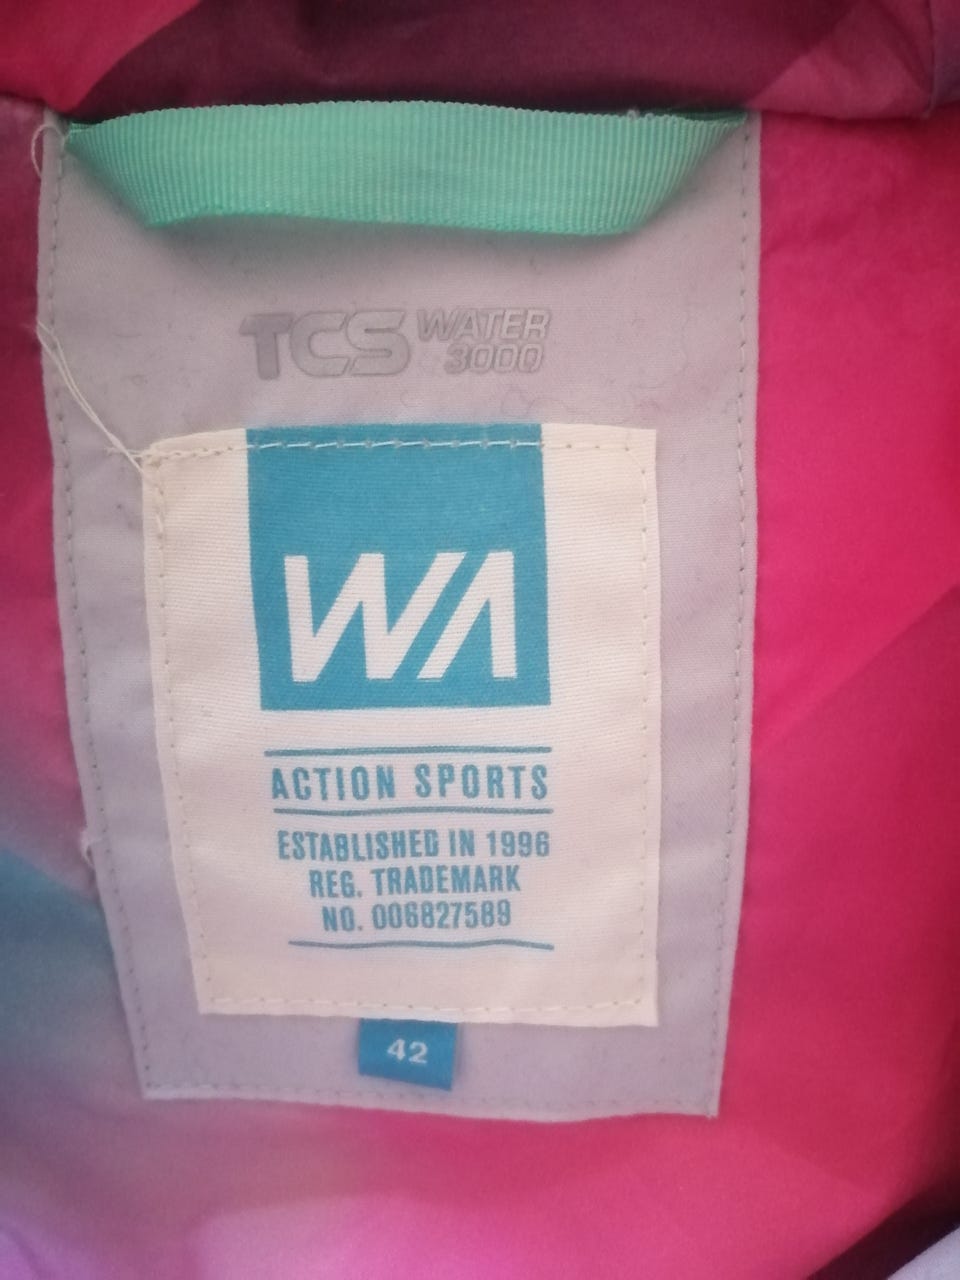 TCS WATER
3000
WA
ACTION SPORTS
ESTABLISHED IN 1996
REG. TRADEMARK
NO. 006827589
42